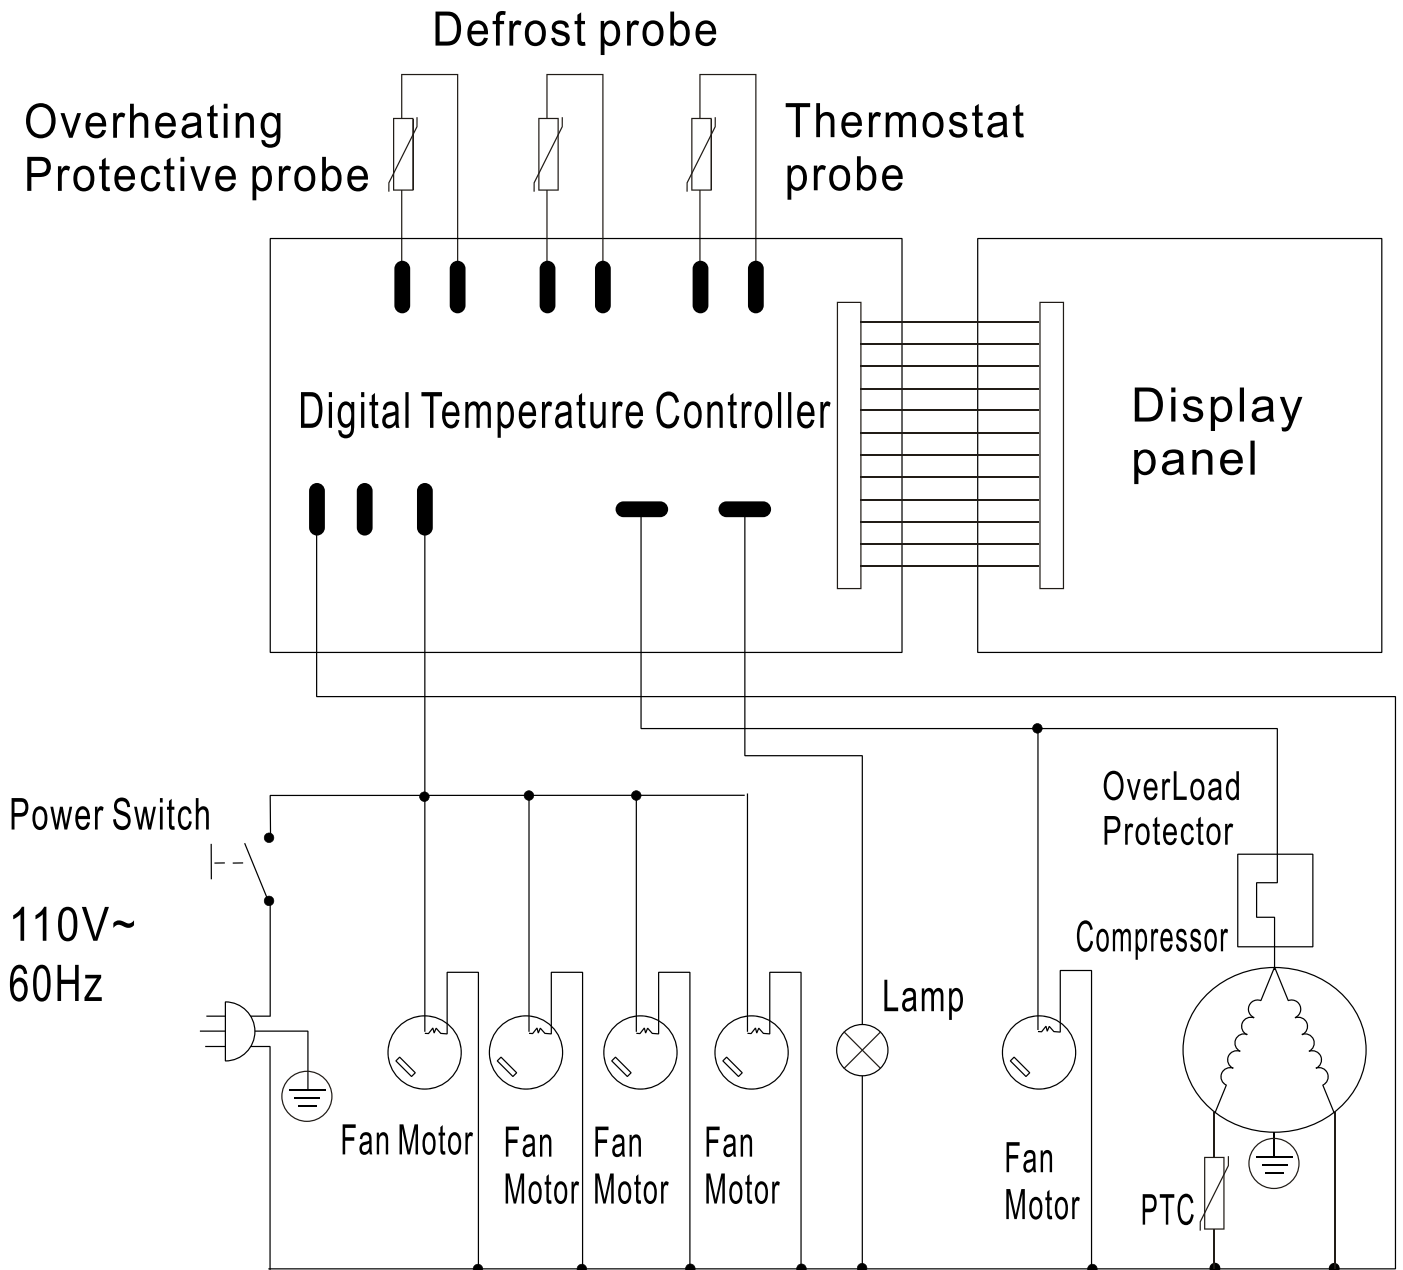 Defrost probe
Overheating
Protective probe
Thermostat
probe
Digital Temperature Controller
Display
panel
Power Switch
110V~
60Hz
OverLoad
Protector
Compressor
Lamp
Fan Motor
Fan
Motor
Fan
Motor
Fan
Motor
Fan
Motor
PTC